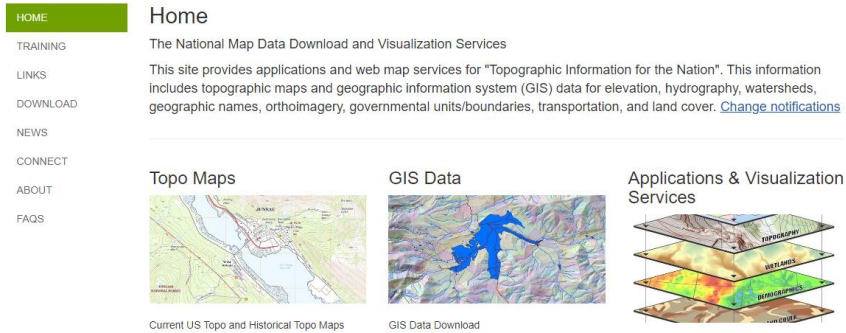 HOME
TRAINING
LINKS
DOWNLOAD
NEWS
CONNECT
ABOUT
FAQS
Home
The National Map Data Download and Visualization Services
This site provides applications and web map services for "Topographic Information for the Nation". This information
includes topographic maps and geographic information system (GIS) data for elevation, hydrography, watersheds,
geographic names, orthoimagery, governmental units/boundaries, transportation, and land cover. Change notifications
Topo Maps
JUNEAU
Current US Topo and Historical Topo Maps
GIS Data
GIS Data Download
Applications & Visualization
Services
TOPOGRAPHY
WETLANDS
DEMOGRAPHICS
LAND COVER